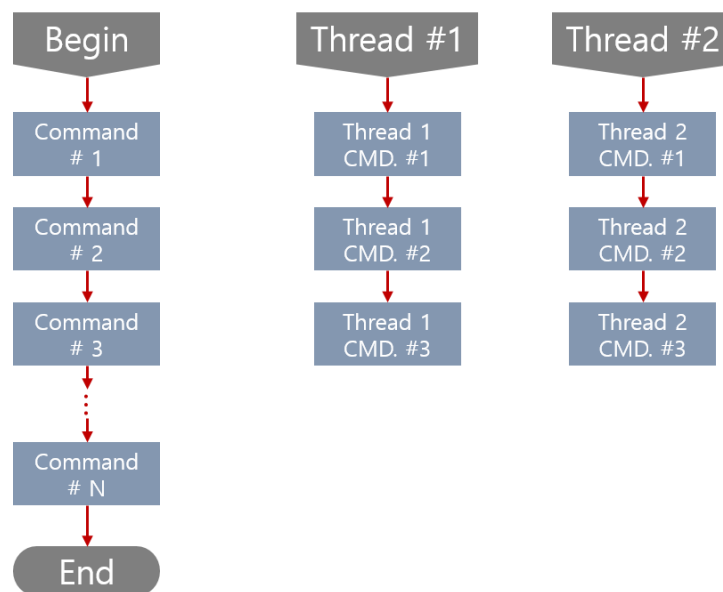 Begin
Command
# 1
Command
# 2
Command
# 3
Command
# N
End
Thread #1
Thread 1
CMD. #1
Thread 1
CMD. #2
Thread 1
CMD. #3
Thread #2
Thread 2
CMD. #1
Thread 2
CMD. #2
Thread 2
CMD. #3